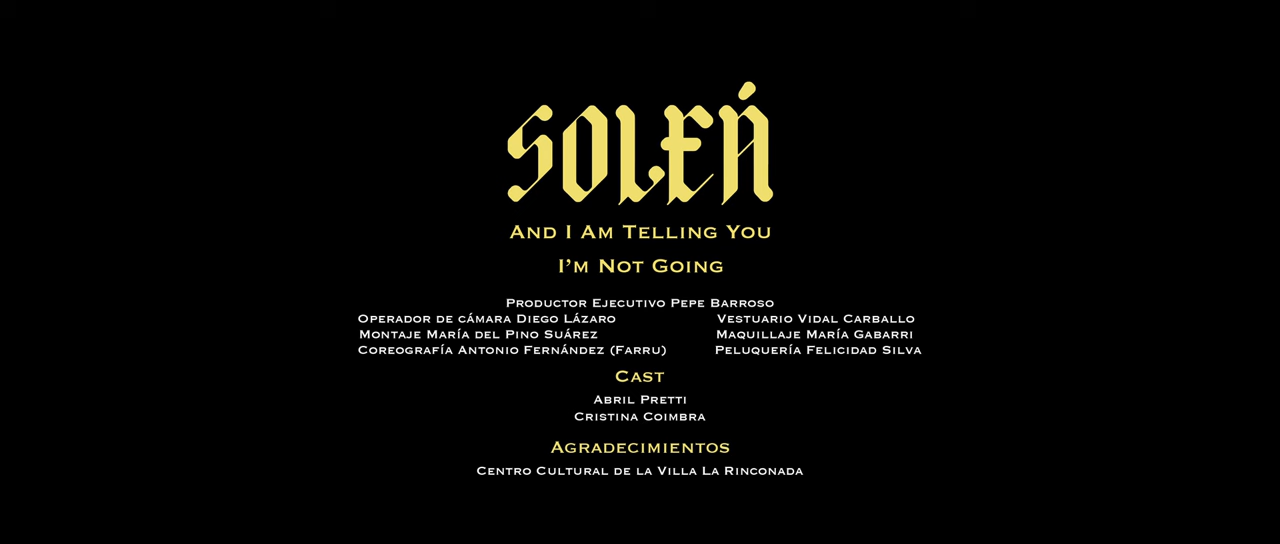 SOLEÁ
And I Am Telling You
I'm Not Going
Productor Ejecutivo Pepe Barroso
Operador de cámara Diego Lázaro
Vestuario Vidal Carballo
Montaje María del Pino Suárez
Maquillaje María Gabarri
Coreografía Antonio Fernández (Farru)
Peluquería Felicidad Silva
Cast
Abril Pretti
Cristina Coimbra
Agradecimientos
Centro Cultural de la Villa La Rinconada